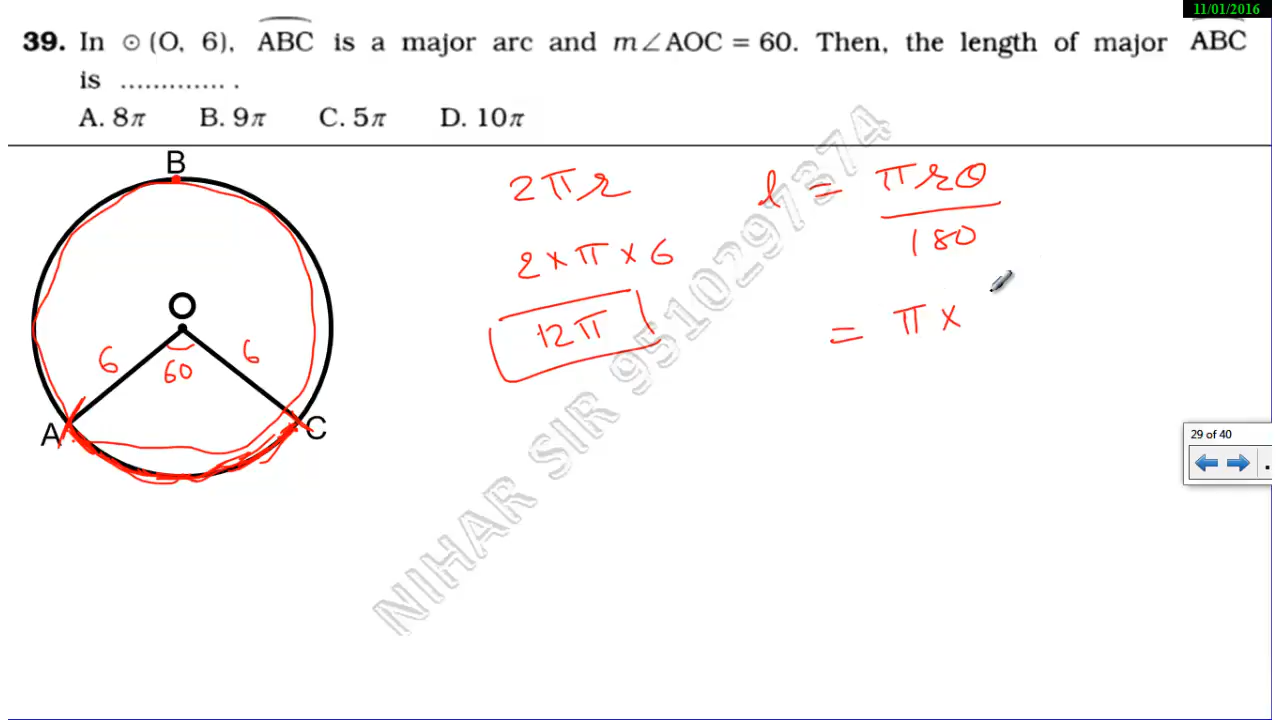 11/01/2016
39. In ⊙ (O, 6), ABC is a major arc and m∠AOC = 60. Then, the length of major ABC
is ............. .
A. 8π B. 9π C. 5π D. 10π
B
O
6
6
60
A
C
2πr
2 × π × 6
12π
l = πrθ
180
= π ×
NIHAR SIR 9510297374
29 of 40